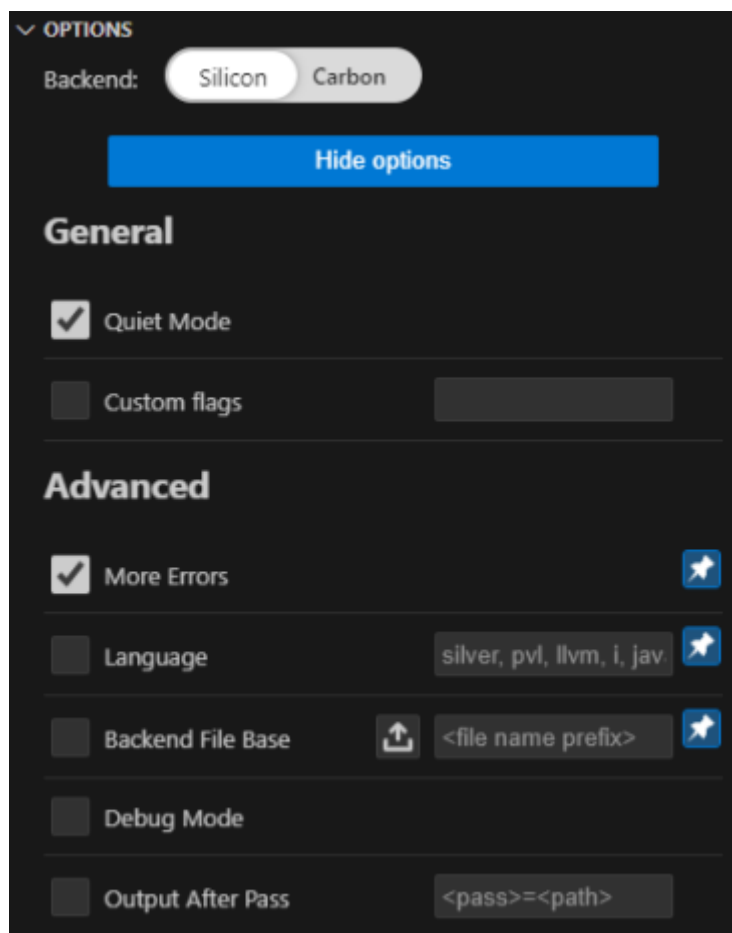 OPTIONS
Backend: Silicon Carbon
Hide options
General
Quiet Mode
Custom flags
Advanced
More Errors
Language silver, pvl, llvm, i, jav
Backend File Base <file name prefix>
Debug Mode
Output After Pass <pass>=<path>